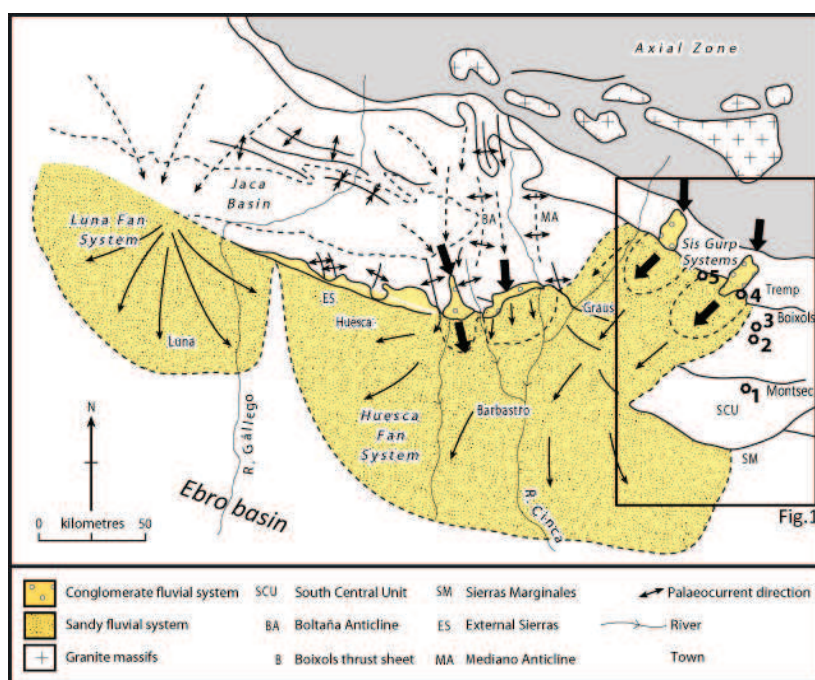 Axial Zone
Jaca
Basin
BA
MA
Luna Fan
System
Sis Gurp
Systems
5
4
Tremp
3
Boixols
2
ES
Huesca
Graus
Luna
1
Montsec
SCU
Barbastro
N
R. Gállego
Huesca
Fan
System
SM
Ebro basin
R. Cinca
0 kilometres 50
Fig.1
Conglomerate fluvial system
SCU South Central Unit
SM Sierras Marginales
Palaeocurrent direction
Sandy fluvial system
BA Boltaña Anticline
ES External Sierras
River
Granite massifs
B Boixols thrust sheet
MA Mediano Anticline
Town